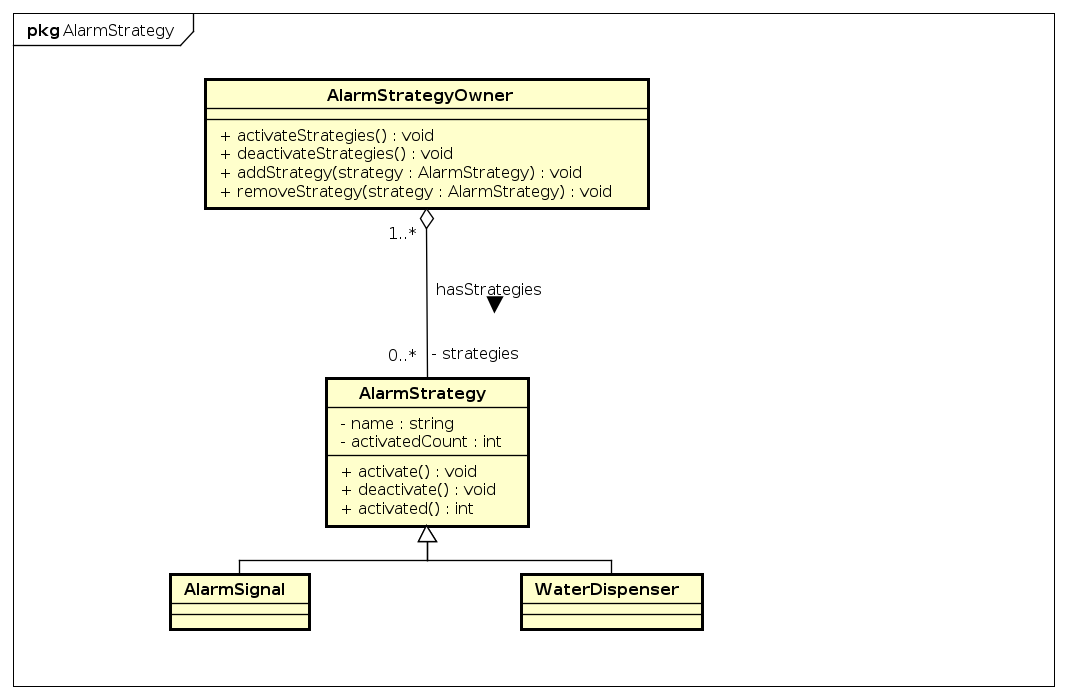 pkg AlarmStrategy
AlarmStrategyOwner
+ activateStrategies() : void
+ deactivateStrategies() : void
+ addStrategy(strategy : AlarmStrategy) : void
+ removeStrategy(strategy : AlarmStrategy) : void
1..*
hasStrategies
0..*
- strategies
AlarmStrategy
- name : string
- activatedCount : int
+ activate() : void
+ deactivate() : void
+ activated() : int
AlarmSignal
WaterDispenser